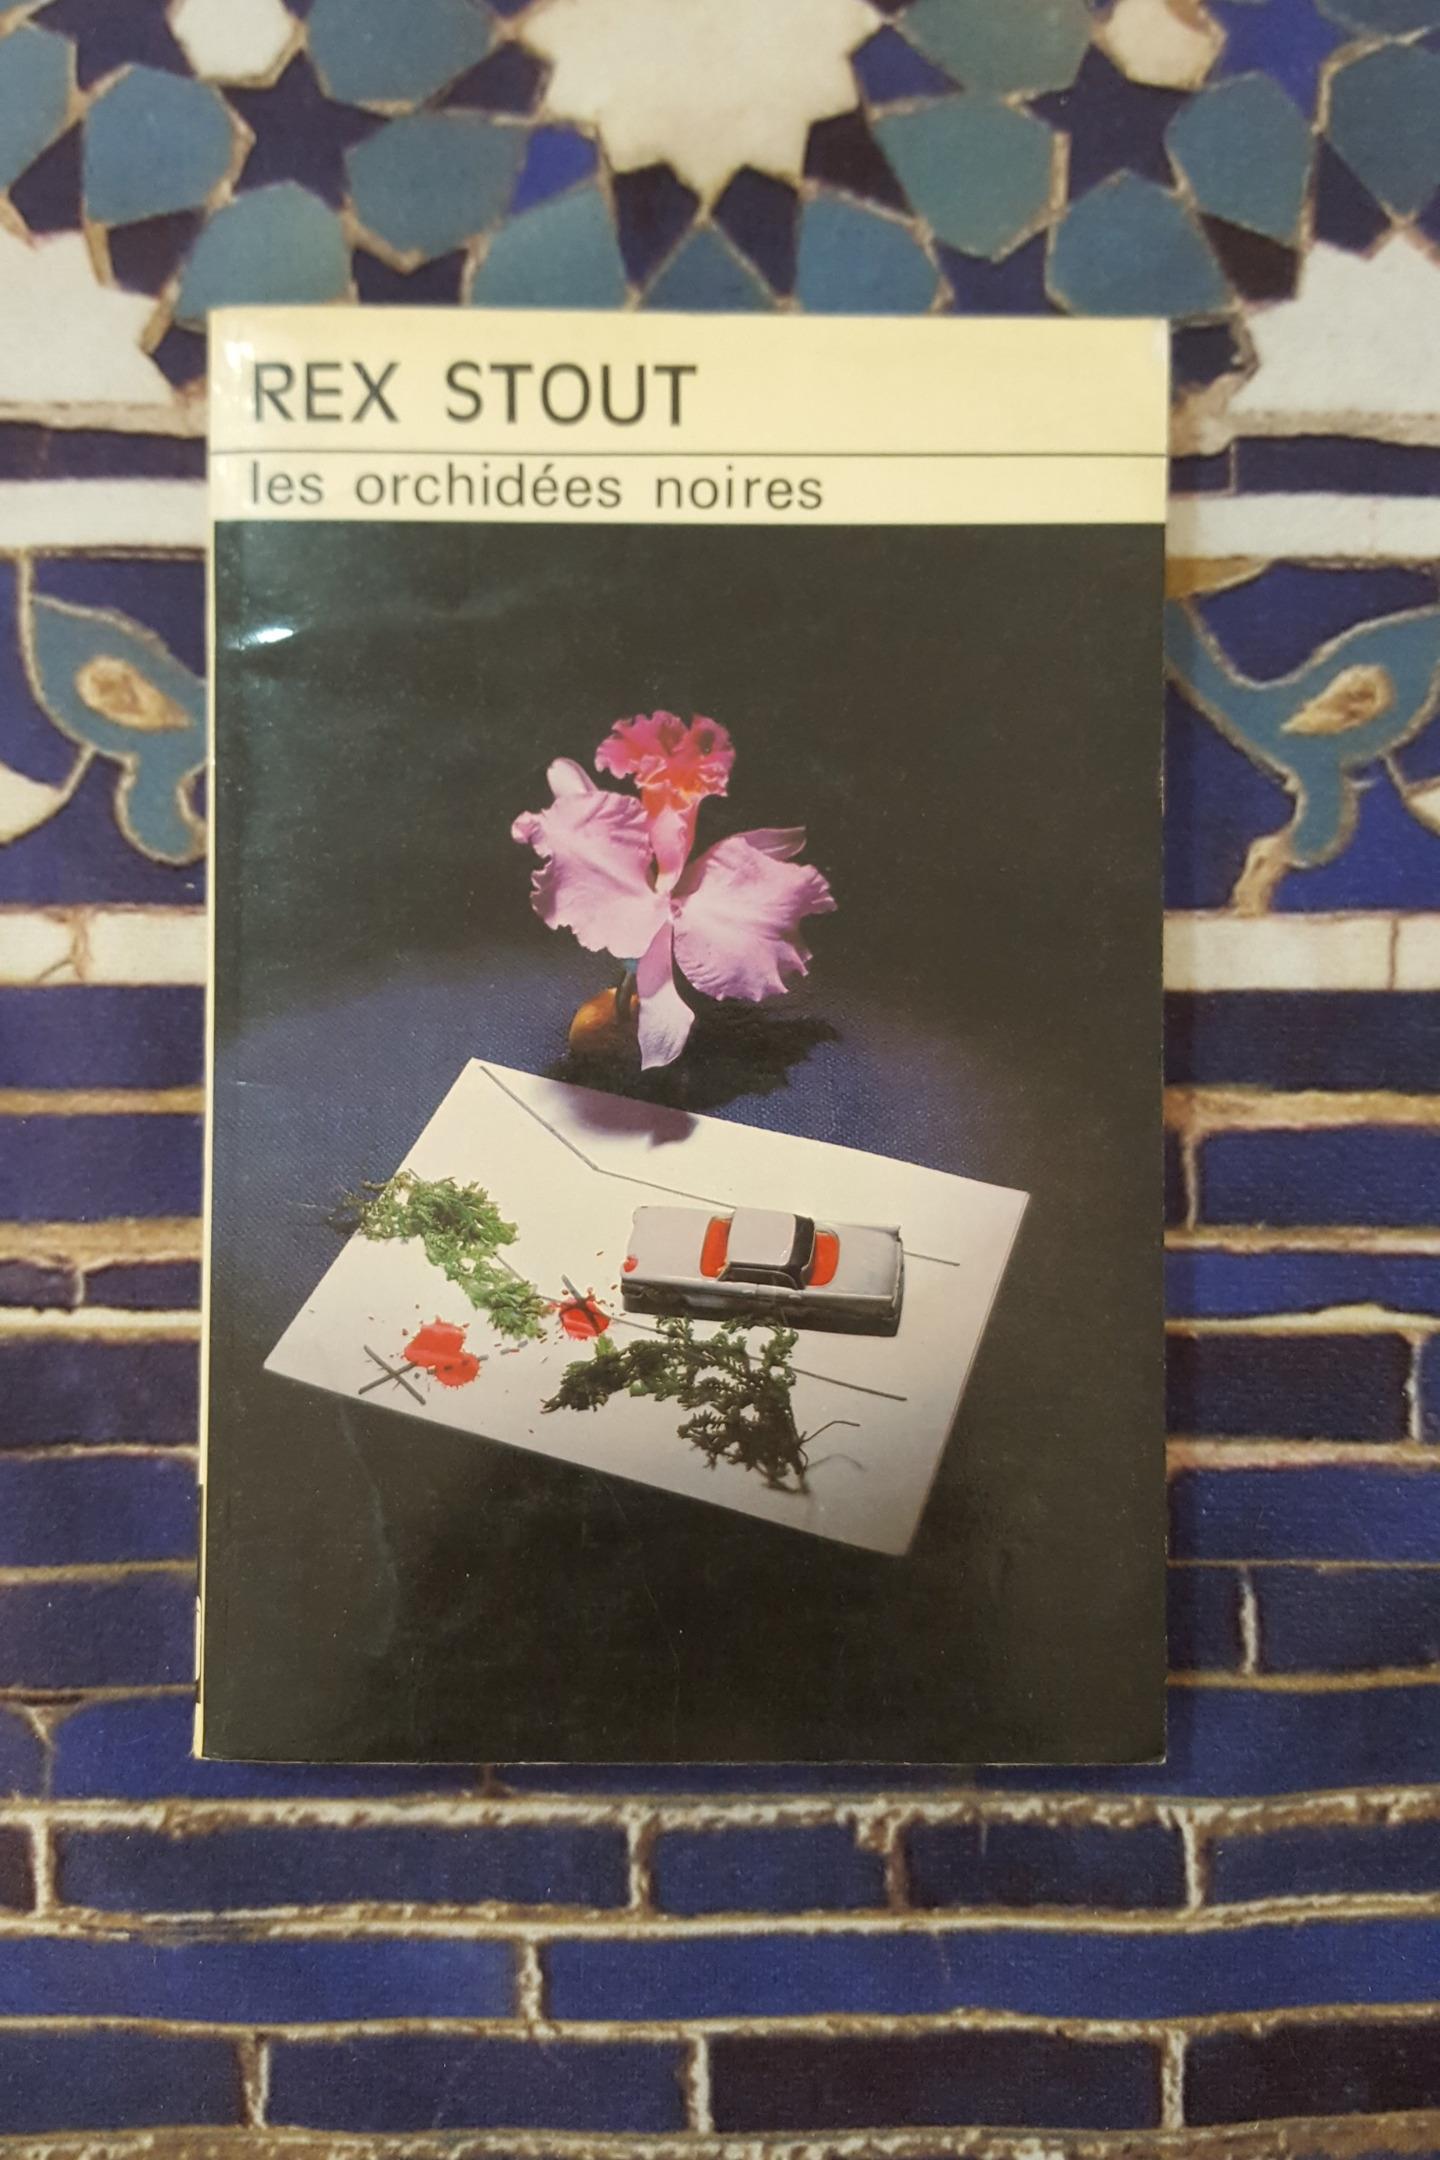 REX STOUT
les orchidées noires